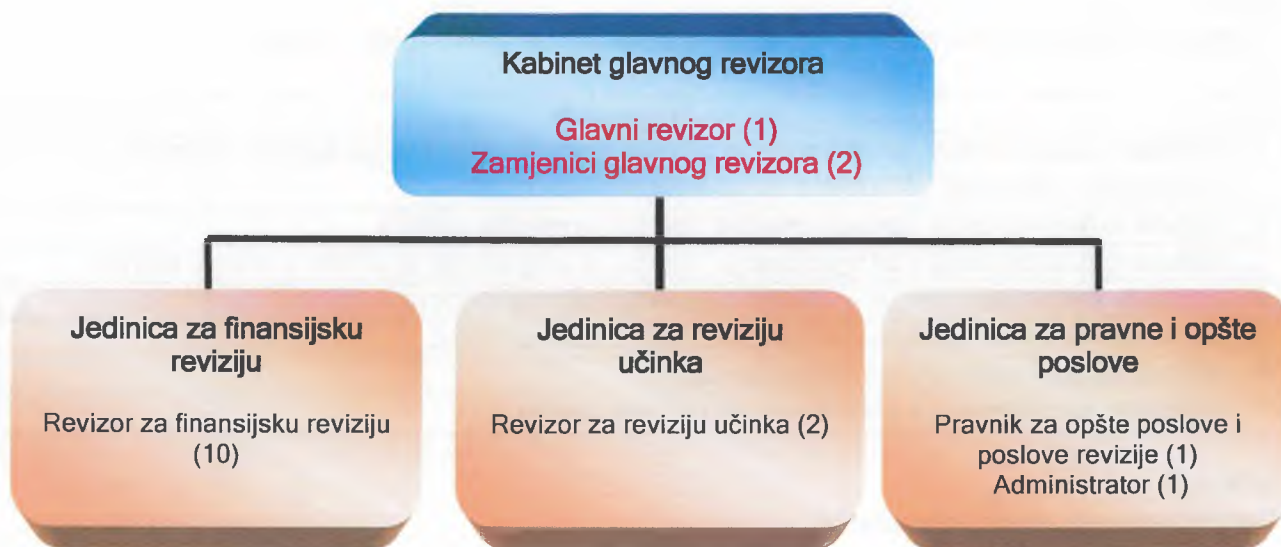 Kabinet glavnog revizora
Glavni revizor (1)
Zamjenici glavnog revizora (2)
Jedinica za finansijsku
reviziju
Revizor za finansijsku reviziju
(10)
Jedinica za reviziju
učinka
Revizor za reviziju učinka (2)
Jedinica za pravne i opšte
poslove
Pravnik za opšte poslove i
poslove revizije (1)
Administrator (1)